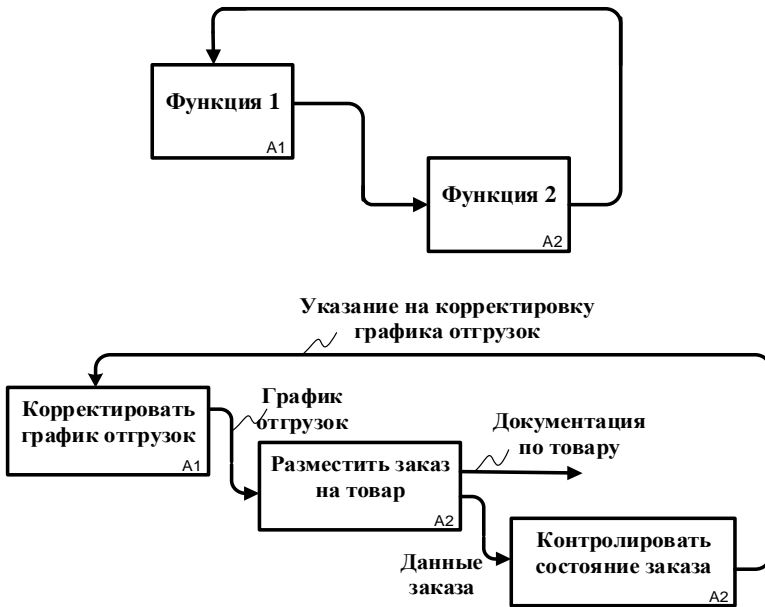 Функция 1
A1
Функция 2
A2
Указание на корректировку
графика отгрузок
Корректировать
график отгрузок
A1
График
отгрузок
Документация
по товару
Разместить заказ
на товар
A2
Данные
заказа
Контролировать
состояние заказа
A2